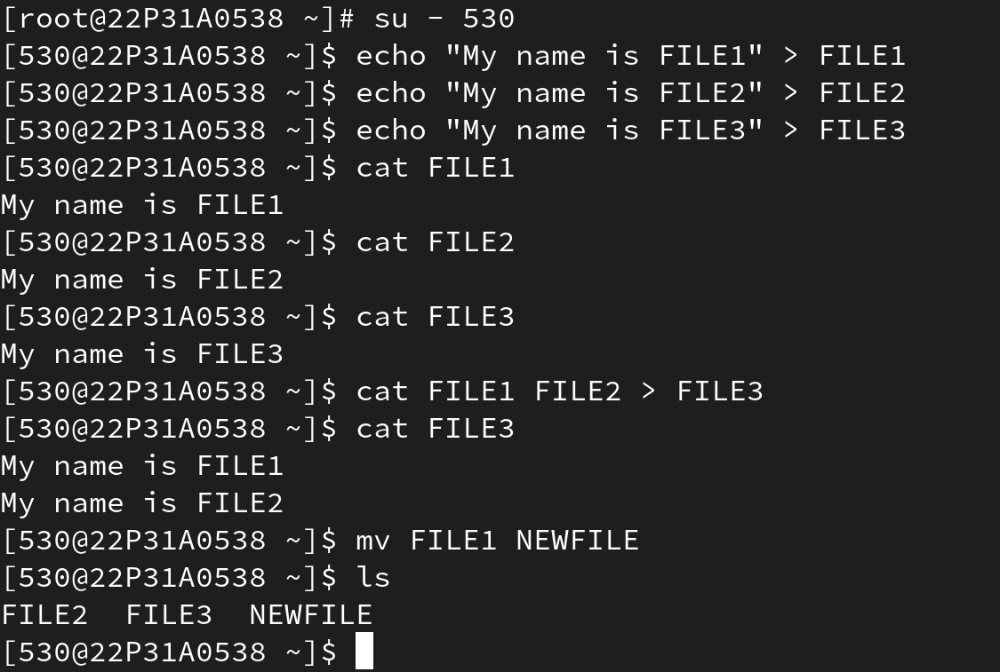 [root@22P31A0538 ~]# su - 530
[530@22P31A0538 ~]$ echo "My name is FILE1" > FILE1
[530@22P31A0538 ~]$ echo "My name is FILE2" > FILE2
[530@22P31A0538 ~]$ echo "My name is FILE3" > FILE3
[530@22P31A0538 ~]$ cat FILE1
My name is FILE1
[530@22P31A0538 ~]$ cat FILE2
My name is FILE2
[530@22P31A0538 ~]$ cat FILE3
My name is FILE3
[530@22P31A0538 ~]$ cat FILE1 FILE2 > FILE3
[530@22P31A0538 ~]$ cat FILE3
My name is FILE1
My name is FILE2
[530@22P31A0538 ~]$ mv FILE1 NEWFILE
[530@22P31A0538 ~]$ ls
FILE2  FILE3  NEWFILE
[530@22P31A0538 ~]$